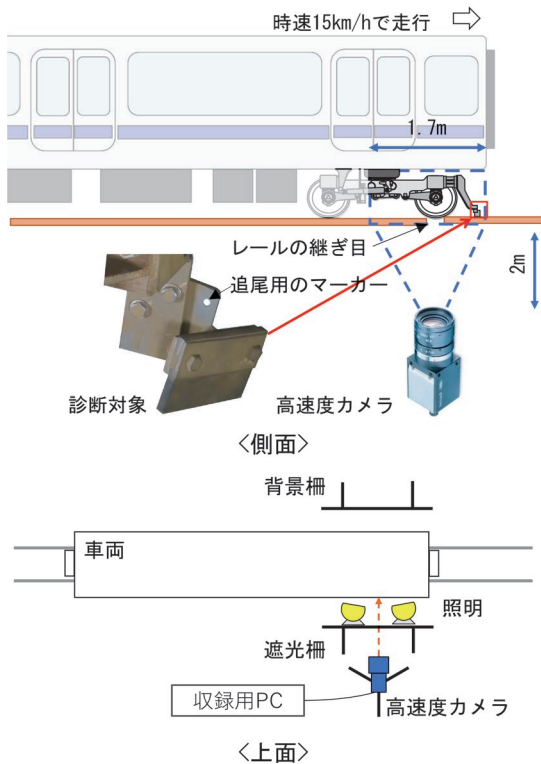 時速15km/hで走行
1.7m
レールの継ぎ目
2m
追尾用のマーカー
診断対象
高速度カメラ
＜側面＞
背景柵
車両
照明
遮光柵
収録用PC
高速度カメラ
＜上面＞